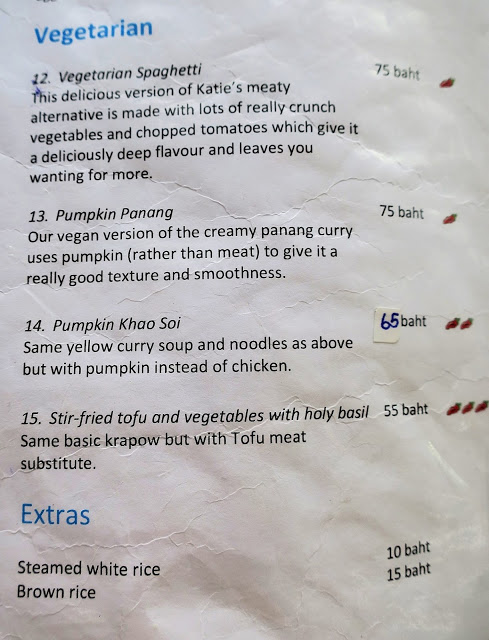 Vegetarian
12. Vegetarian Spaghetti 75 baht
This delicious version of Katie's meaty
alternative is made with lots of really crunch
vegetables and chopped tomatoes which give it
a deliciously deep flavour and leaves you
wanting for more.
13. Pumpkin Panang 75 baht
Our vegan version of the creamy panang curry
uses pumpkin (rather than meat) to give it a
really good texture and smoothness.
14. Pumpkin Khao Soi 65 baht
Same yellow curry soup and noodles as above
but with pumpkin instead of chicken.
15. Stir-fried tofu and vegetables with holy basil 55 baht
Same basic krapow but with Tofu meat
substitute.
Extras
Steamed white rice 10 baht
Brown rice 15 baht